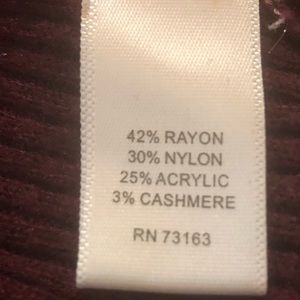 42% RAYON
30% NYLON
25% ACRYLIC
3% CASHMERE
RN 73163